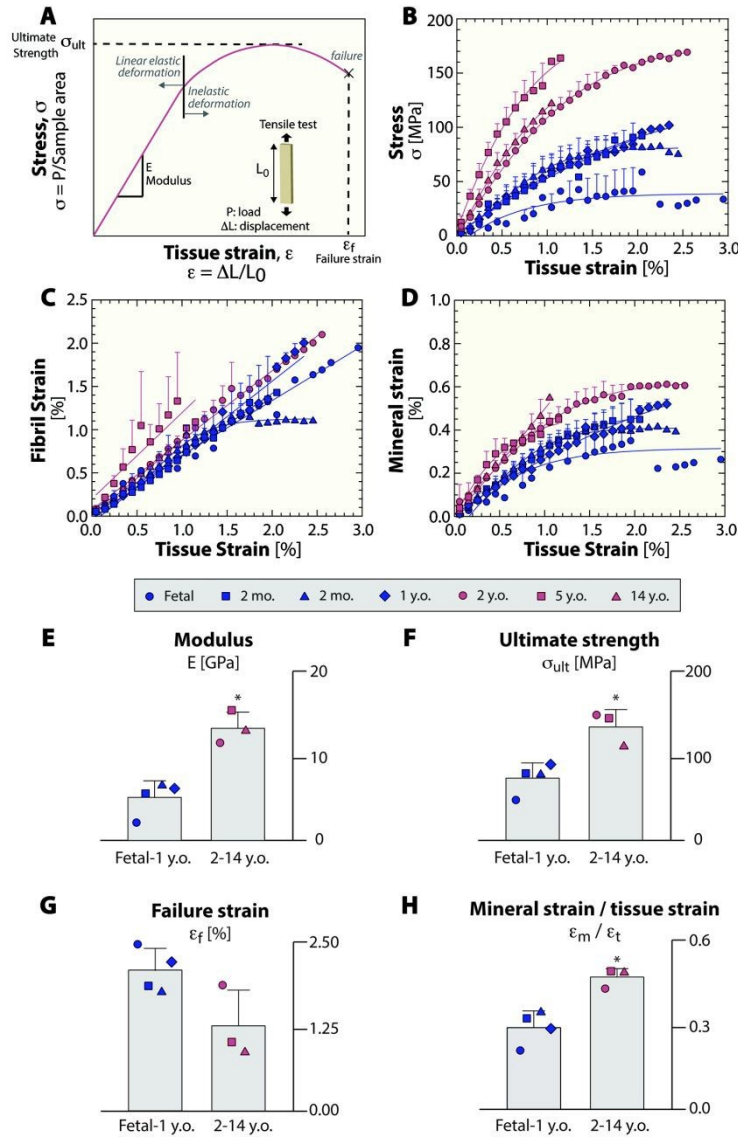 A
Ultimate Strength
σult
Linear elastic deformation
Inelastic deformation
failure
E
Modulus
Tensile test
L0
P: load
ΔL: displacement
Stress, σ
σ = P/Sample area
Tissue strain, ε
ε = ΔL/L0
εf
Failure strain
B
Stress
σ [MPa]
200
150
100
50
0
0.0 0.5 1.0 1.5 2.0 2.5 3.0
Tissue strain [%]
C
Fibril Strain
[%]
2.5
2.0
1.5
1.0
0.5
0.0
0.0 0.5 1.0 1.5 2.0 2.5 3.0
Tissue Strain [%]
D
Mineral strain
[%]
1.0
0.8
0.6
0.4
0.2
0.0
0.0 0.5 1.0 1.5 2.0 2.5 3.0
Tissue Strain [%]
Fetal 2 mo. 2 mo. 1 y.o. 2 y.o. 5 y.o. 14 y.o.
E
Modulus
E [GPa]
20
10
0
*
Fetal-1 y.o. 2-14 y.o.
F
Ultimate strength
σult [MPa]
200
100
0
*
Fetal-1 y.o. 2-14 y.o.
G
Failure strain
εf [%]
2.50
1.25
0.00
Fetal-1 y.o. 2-14 y.o.
H
Mineral strain / tissue strain
εm / εt
0.6
0.3
0.0
*
Fetal-1 y.o. 2-14 y.o.